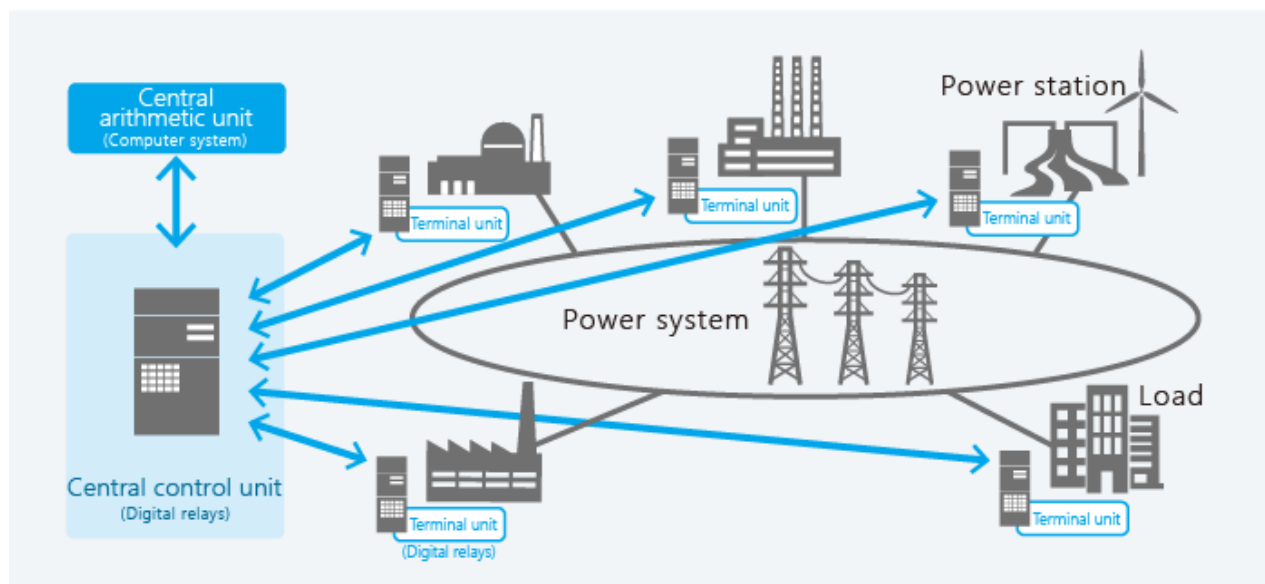 Central
arithmetic unit
(Computer system)
Power station
Terminal unit
Terminal unit
Terminal unit
Power system
Load
Central control unit
(Digital relays)
Terminal unit
(Digital relays)
Terminal unit